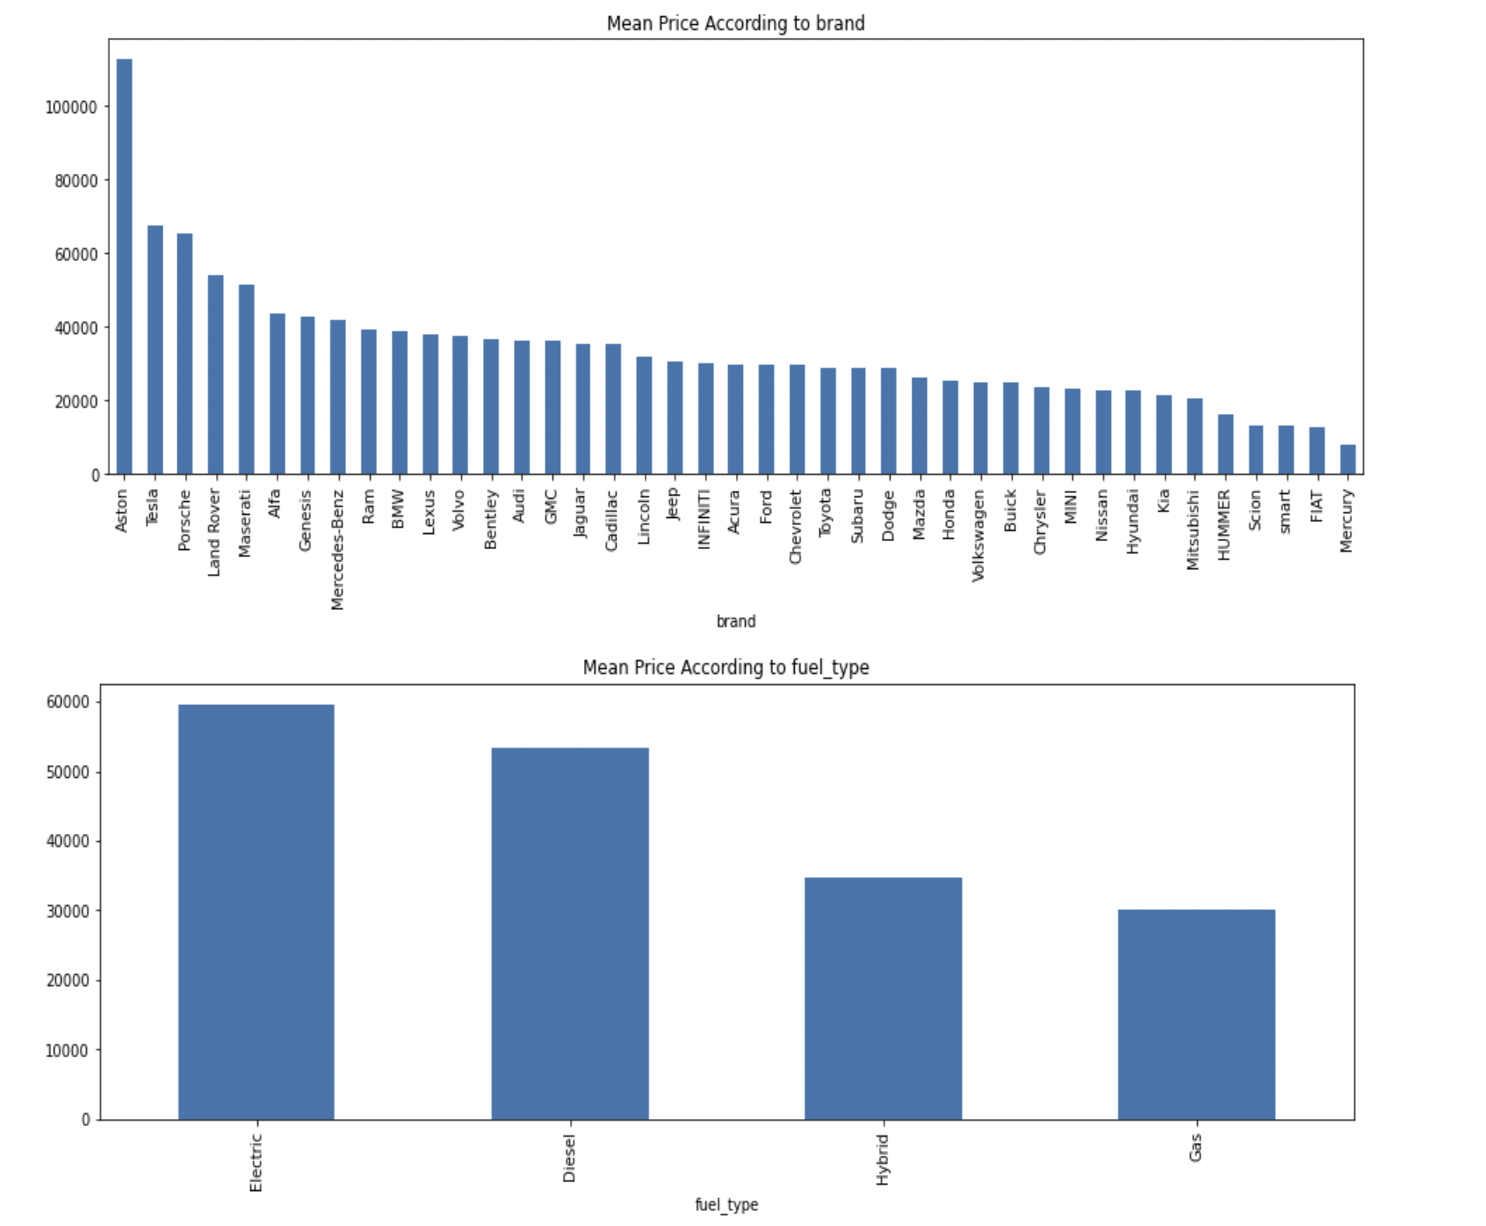 Mean Price According to brand
100000
80000
60000
40000
20000
0
Aston
Tesla
Porsche
Land Rover
Maserati
Alfa
Genesis
Mercedes-Benz
Ram
BMW
Lexus
Volvo
Bentley
Audi
GMC
Jaguar
Cadillac
Lincoln
Jeep
INFINITI
Acura
Ford
Chevrolet
Toyota
Subaru
Dodge
Mazda
Honda
Volkswagen
Buick
Chrysler
MINI
Nissan
Hyundai
Kia
Mitsubishi
HUMMER
Scion
smart
FIAT
Mercury
brand
Mean Price According to fuel_type
60000
50000
40000
30000
20000
10000
0
Electric
Diesel
Hybrid
Gas
fuel_type